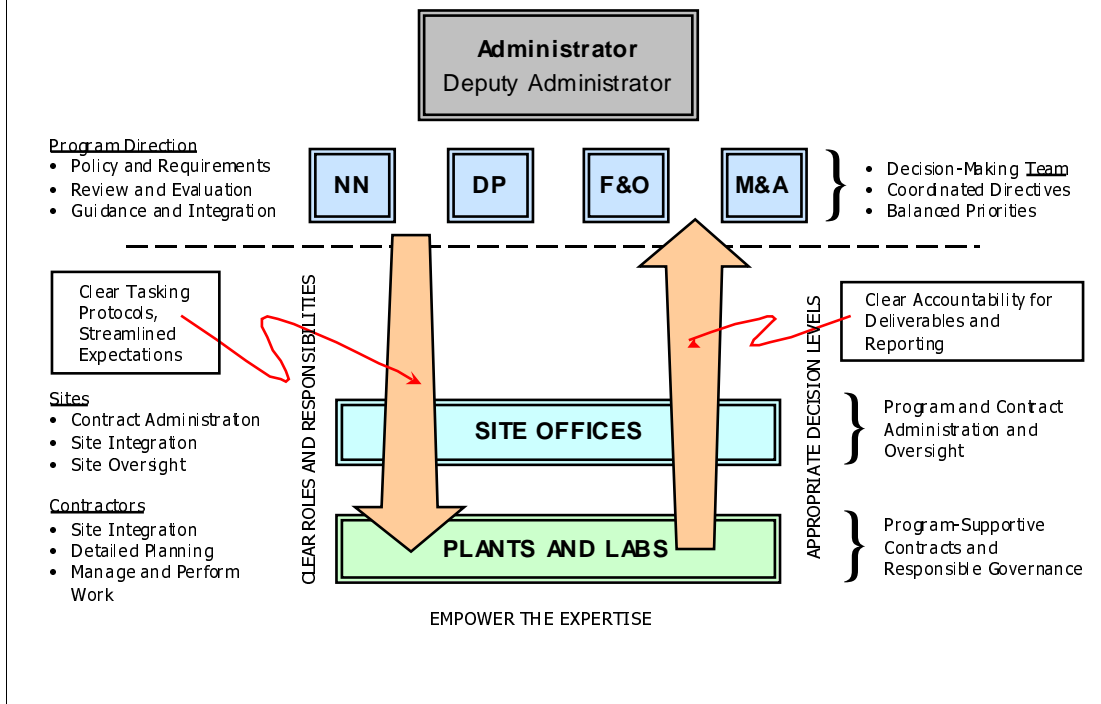 Administrator
Deputy Administrator
Program Direction
• Policy and Requirements
• Review and Evaluation
• Guidance and Integration
NN
DP
F&O
M&A
• Decision-Making Team
• Coordinated Directives
• Balanced Priorities
Clear Tasking
Protocols,
Streamlined
Expectations
CLEAR ROLES AND RESPONSIBILITIES
APPROPRIATE DECISION LEVELS
Clear Accountability for
Deliverables and
Reporting
Sites
• Contract Administration
• Site Integration
• Site Oversight
SITE OFFICES
Program and Contract
Administration and
Oversight
Contractors
• Site Integration
• Detailed Planning
• Manage and Perform
Work
PLANTS AND LABS
Program-Supportive
Contracts and
Responsible Governance
EMPOWER THE EXPERTISE